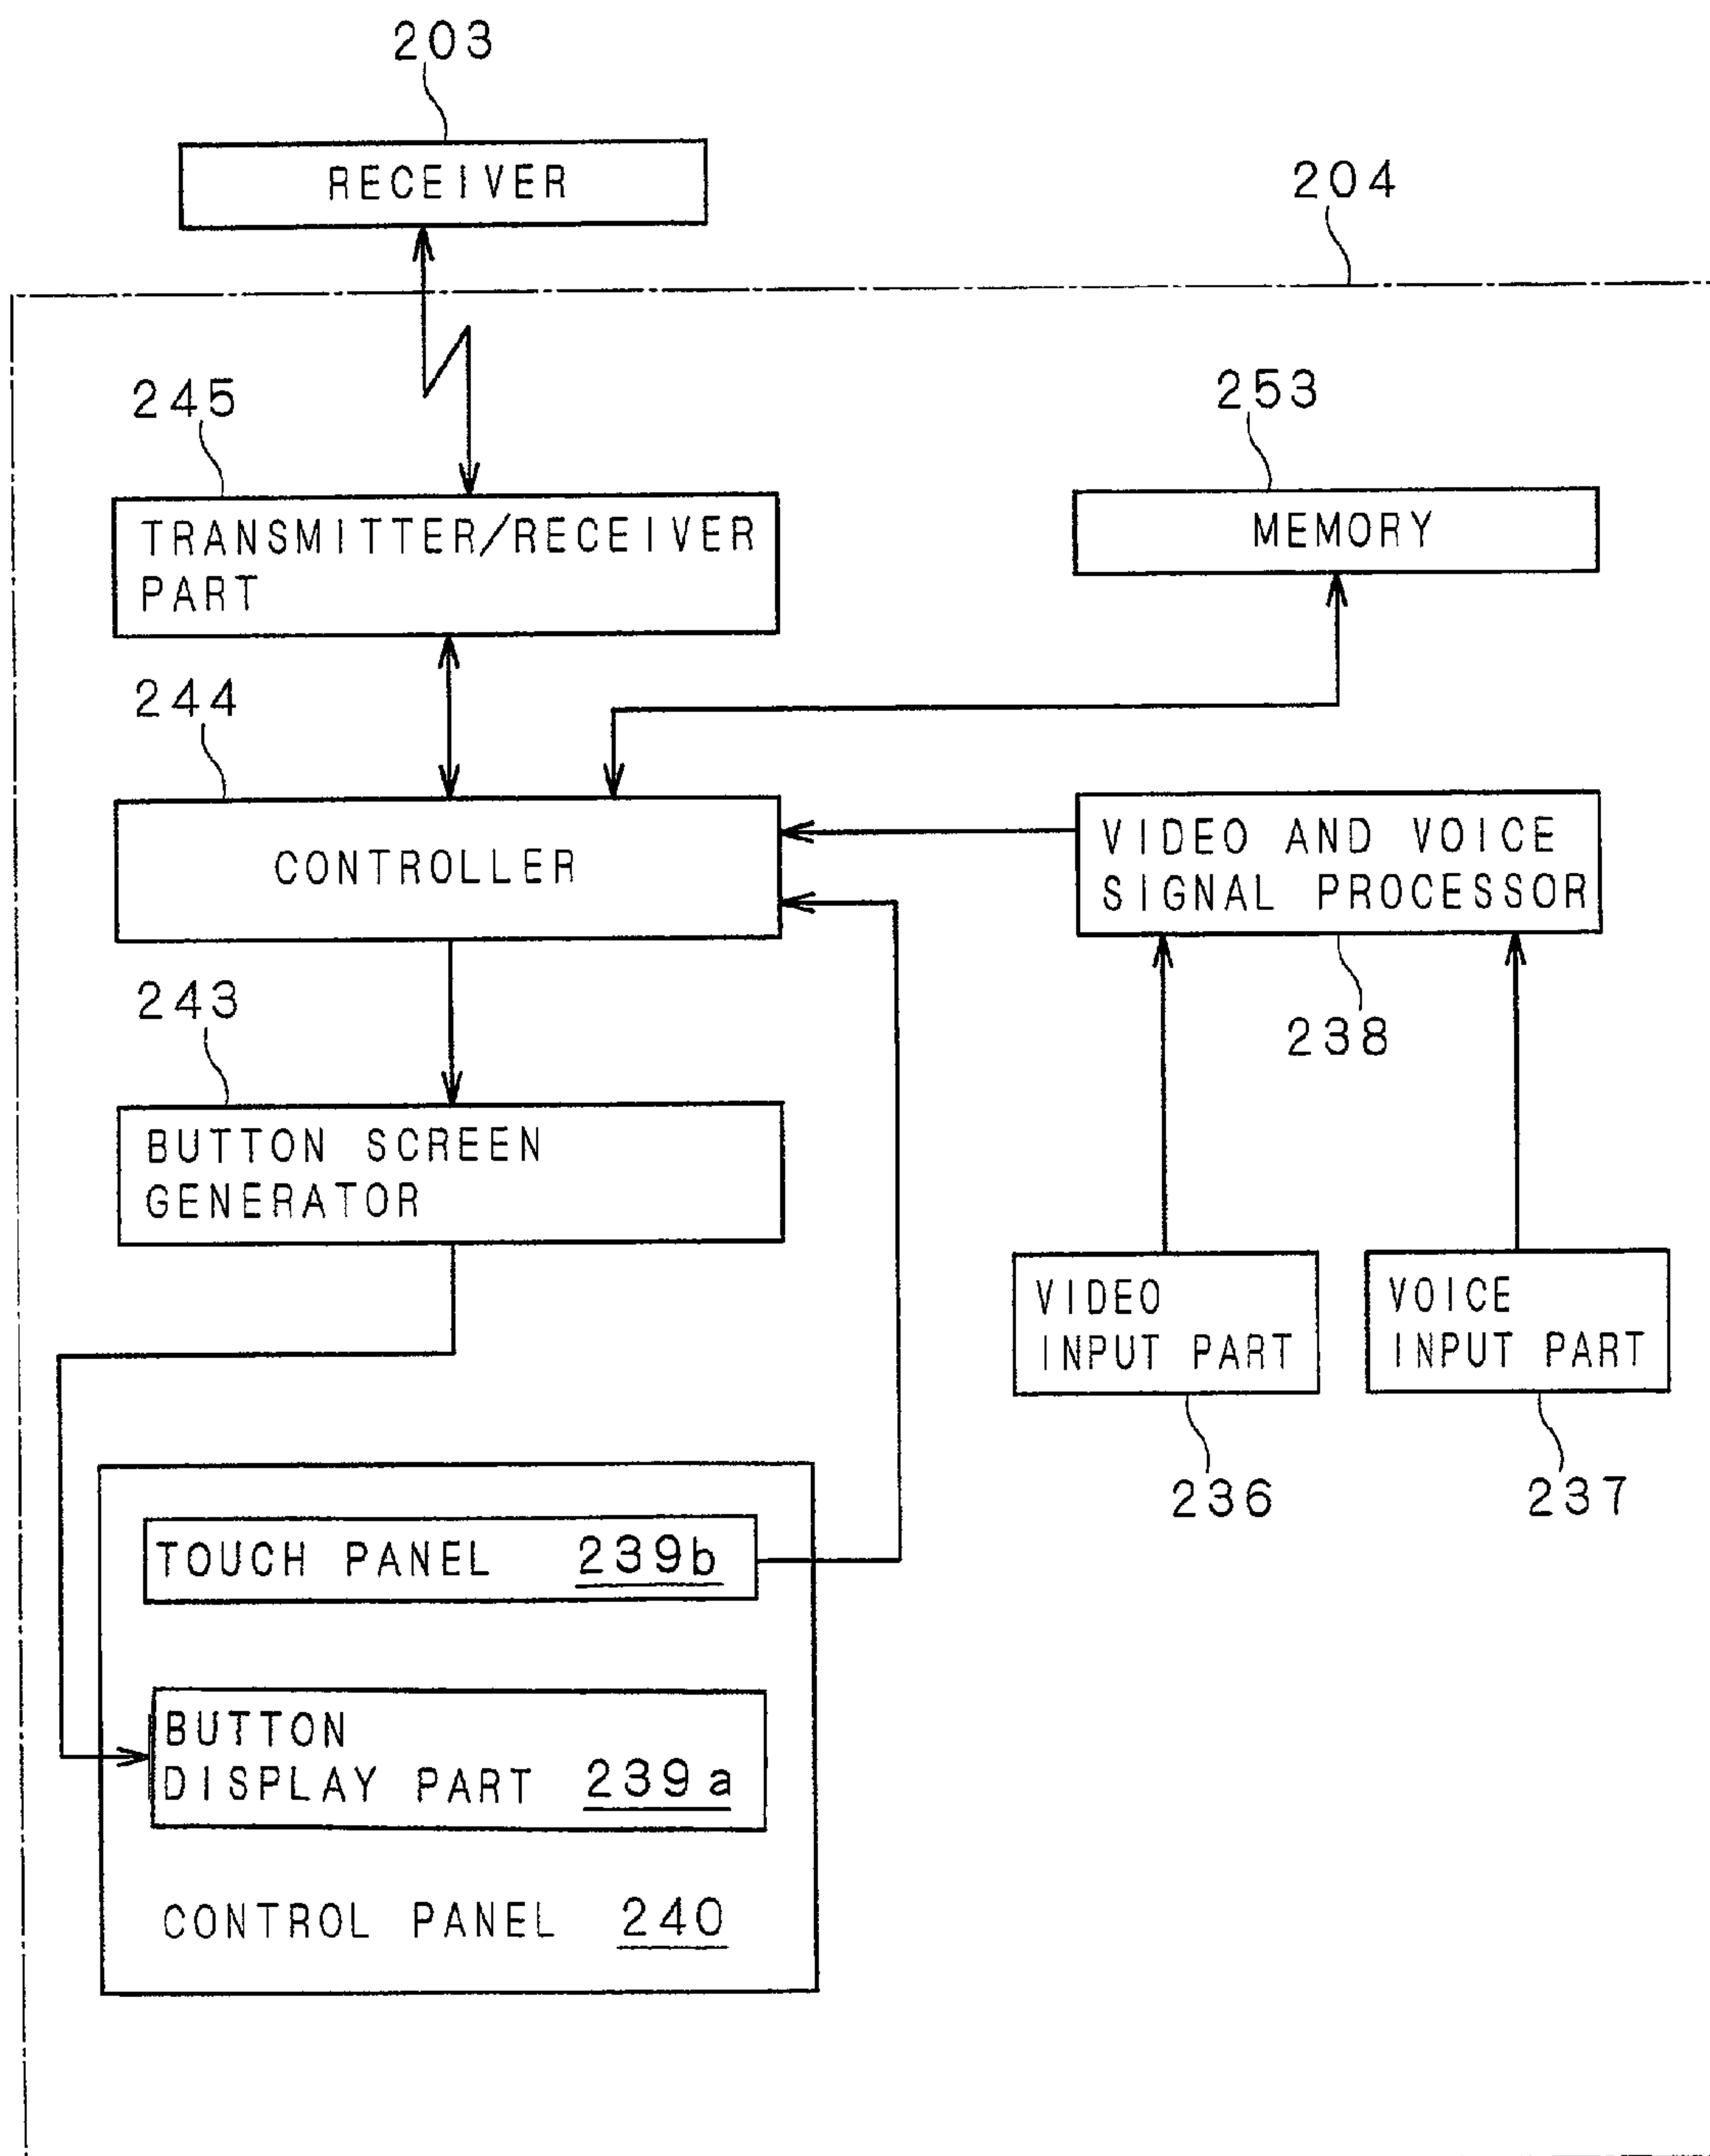 203
RECEIVER
204
245
253
TRANSMITTER/RECEIVER
PART
MEMORY
244
CONTROLLER
VIDEO AND VOICE
SIGNAL PROCESSOR
243
238
BUTTON SCREEN
GENERATOR
VIDEO
INPUT PART
VOICE
INPUT PART
236
237
TOUCH PANEL 239b
BUTTON
DISPLAY PART 239a
CONTROL PANEL 240